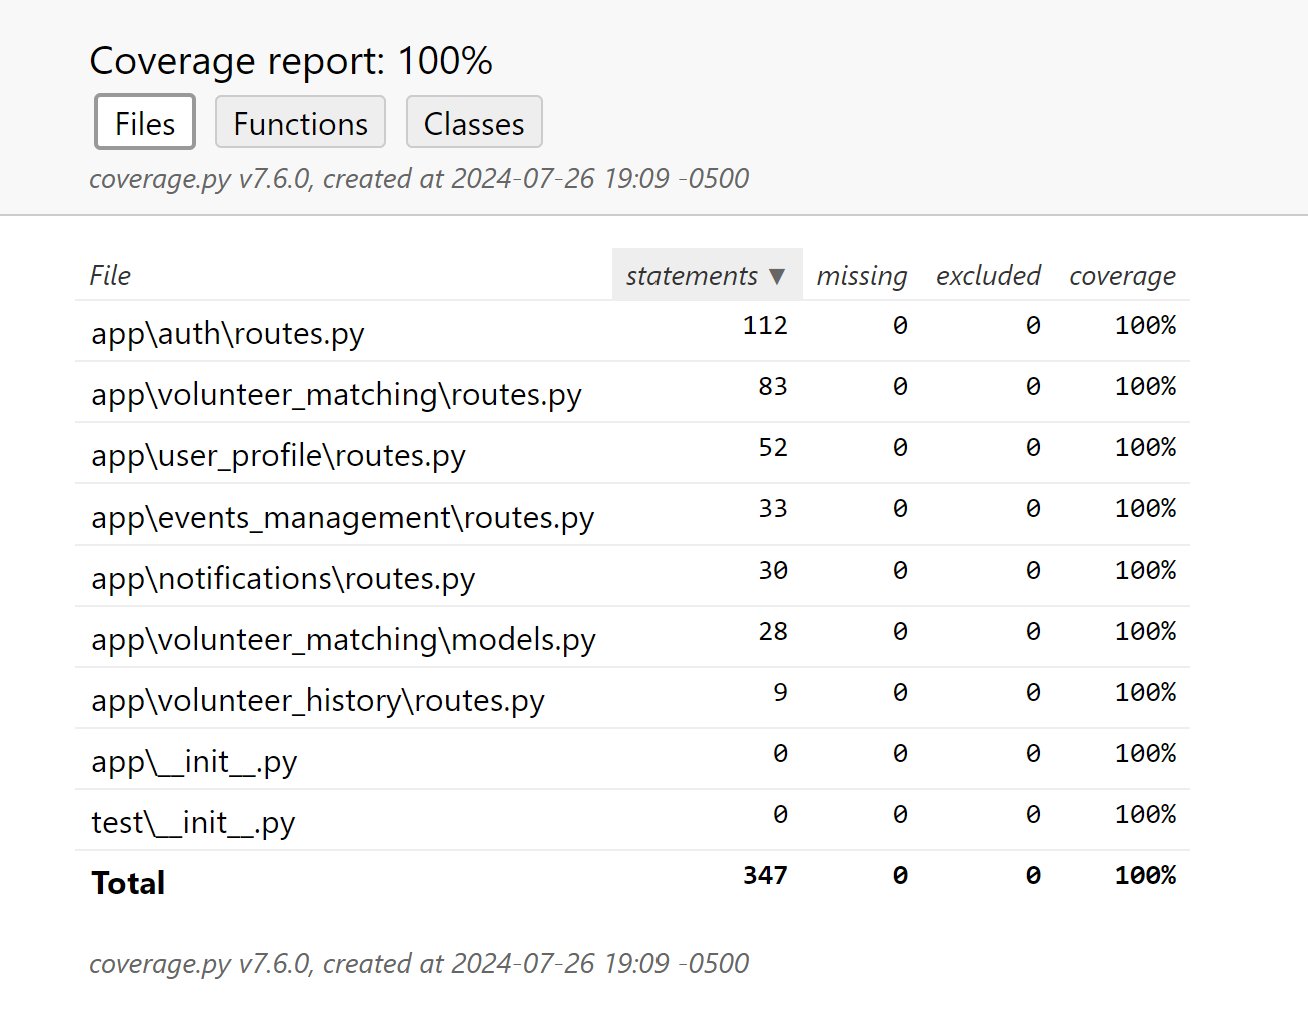 Coverage report: 100%
Files Functions Classes
coverage.py v7.6.0, created at 2024-07-26 19:09 -0500
File statements ▼ missing excluded coverage
app\auth\routes.py 112 0 0 100%
app\volunteer_matching\routes.py 83 0 0 100%
app\user_profile\routes.py 52 0 0 100%
app\events_management\routes.py 33 0 0 100%
app\notifications\routes.py 30 0 0 100%
app\volunteer_matching\models.py 28 0 0 100%
app\volunteer_history\routes.py 9 0 0 100%
app\__init__.py 0 0 0 100%
test\__init__.py 0 0 0 100%
Total 347 0 0 100%
coverage.py v7.6.0, created at 2024-07-26 19:09 -0500